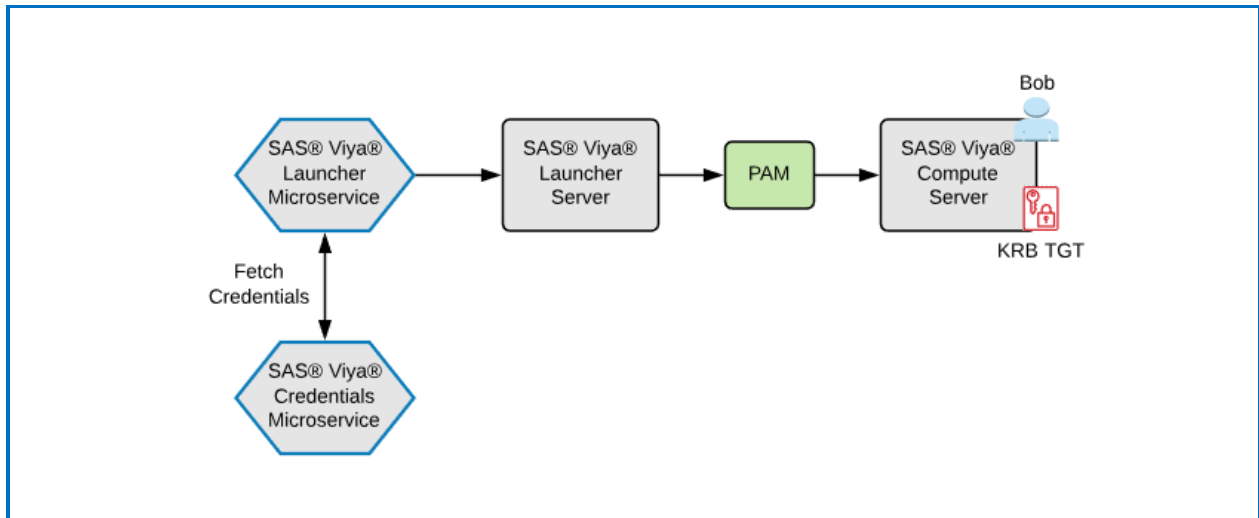 Bob
SAS® Viya®
Launcher
Microservice
SAS® Viya®
Launcher
Server
PAM
SAS® Viya®
Compute
Server
KRB TGT
Fetch
Credentials
SAS® Viya®
Credentials
Microservice